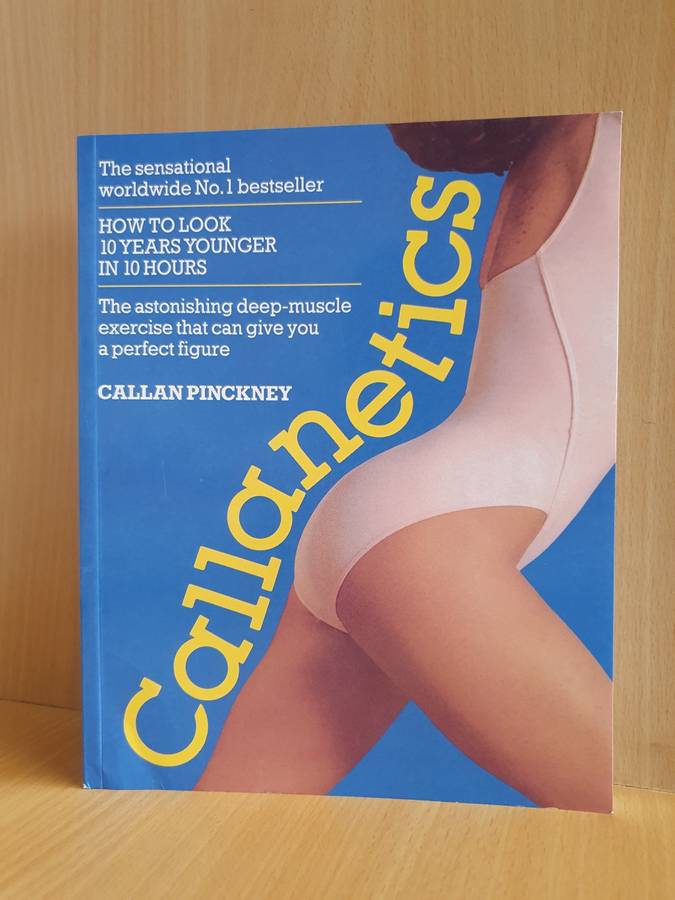 The sensational
worldwide No.1 bestseller
HOW TO LOOK
10 YEARS YOUNGER
IN 10 HOURS
The astonishing deep-muscle
exercise that can give you
a perfect figure
CALLAN PINCKNEY
Callanetics